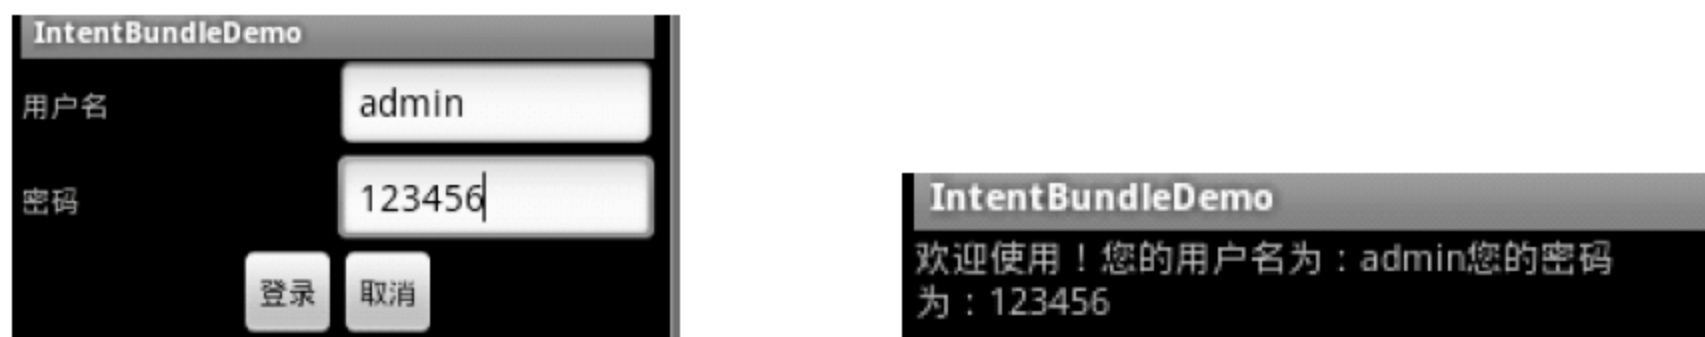 IntentBundleDemo
用户名 admin
密码 123456
登录 取消
IntentBundleDemo
欢迎使用！您的用户名为：admin您的密码
为：123456